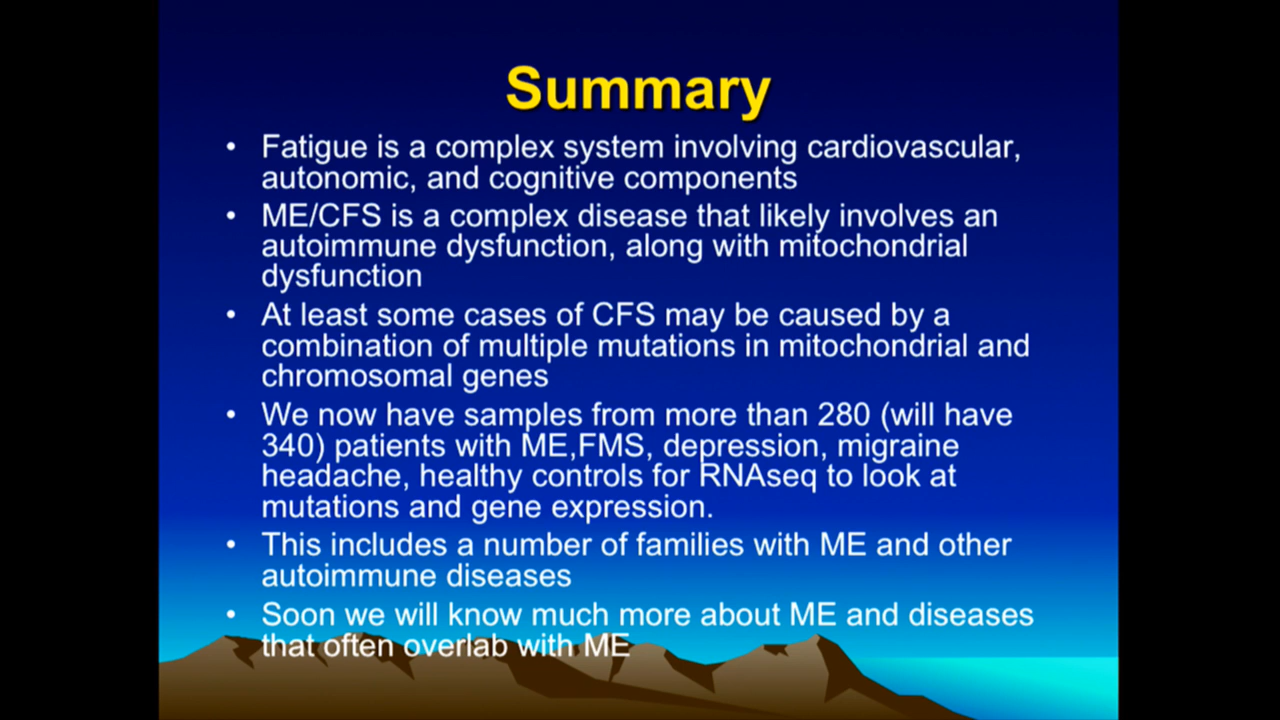 Summary
• Fatigue is a complex system involving cardiovascular,
autonomic, and cognitive components
• ME/CFS is a complex disease that likely involves an
autoimmune dysfunction, along with mitochondrial
dysfunction
• At least some cases of CFS may be caused by a
combination of multiple mutations in mitochondrial and
chromosomal genes
• We now have samples from more than 280 (will have
340) patients with ME,FMS, depression, migraine
headache, healthy controls for RNAseq to look at
mutations and gene expression.
• This includes a number of families with ME and other
autoimmune diseases
• Soon we will know much more about ME and diseases
that often overlab with ME